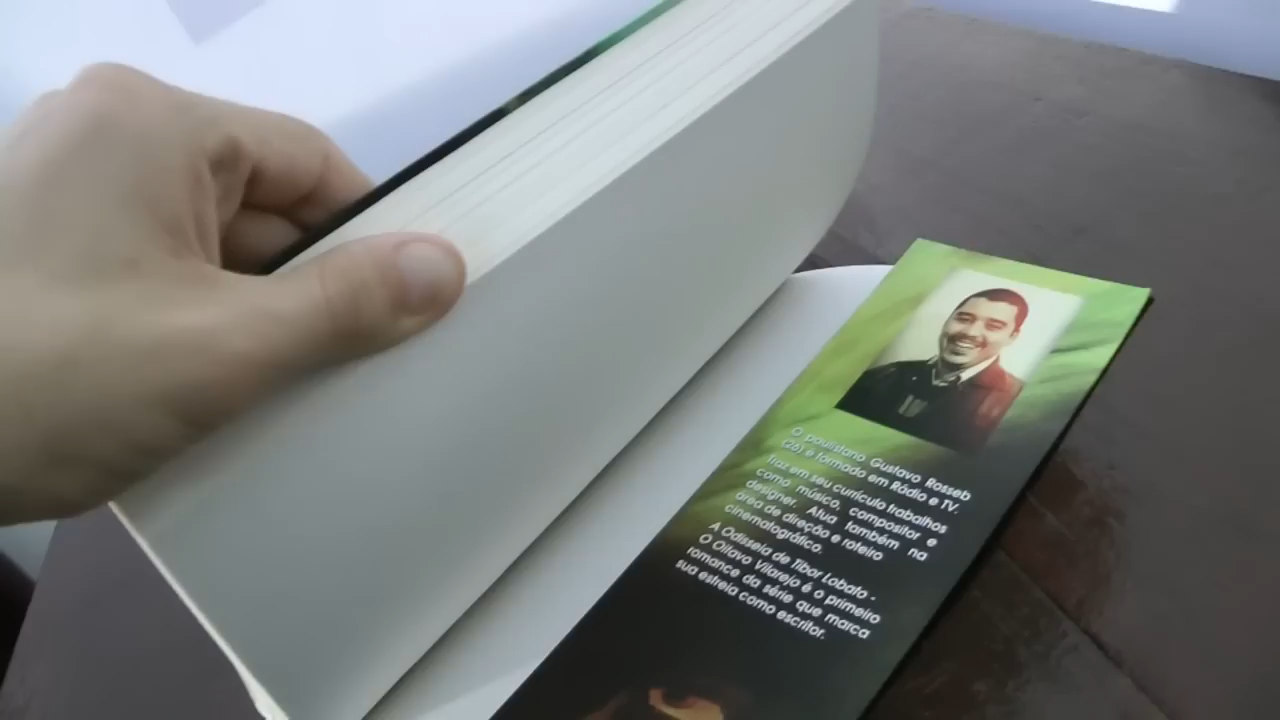 O paulistano Gustavo Rosseb
(26) é formado em Rádio e TV.
Traz em seu currículo trabalhos
como músico, compositor e
designer. Atua também na
área de direção e roteiro
cinematográfico.
A Odisseia de Tibor Lobato -
O Oitavo Vilarejo é o primeiro
romance da série que marca
sua estreia como escritor.